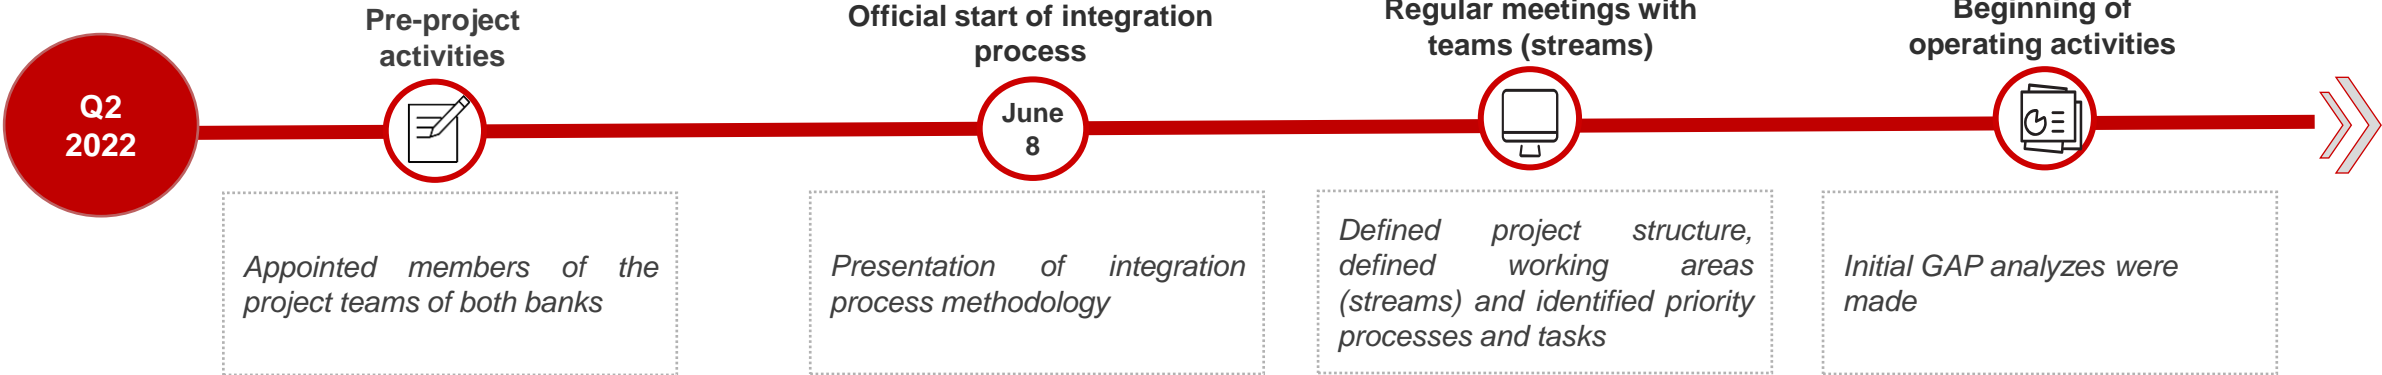 Q2
2022
Pre-project
activities
Appointed members of the
project teams of both banks
Official start of integration
process
June
8
Presentation of integration
process methodology
Regular meetings with
teams (streams)
Defined project structure,
defined working areas
(streams) and identified priority
processes and tasks
Beginning of
operating activities
Initial GAP analyzes were
made